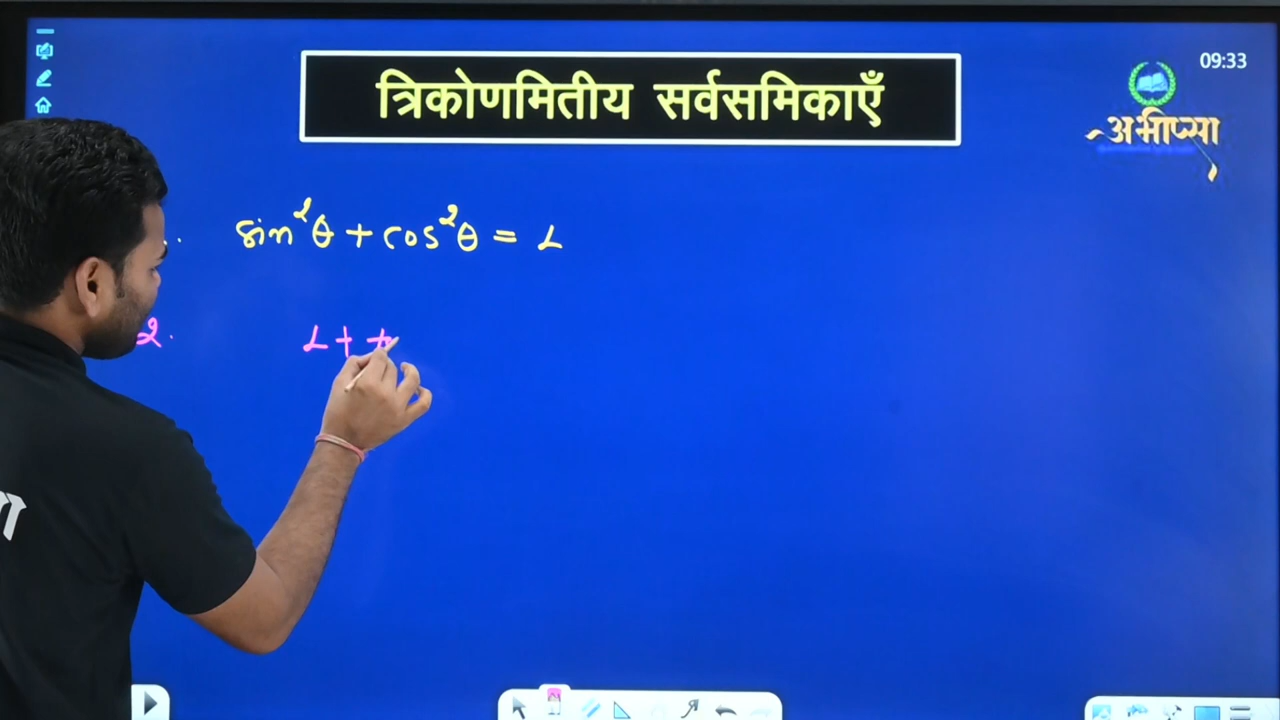 09:33
त्रिकोणमितीय सर्वसमिकाएँ
अभीप्सा
sin²θ + cos²θ = 1
2. 1 + t